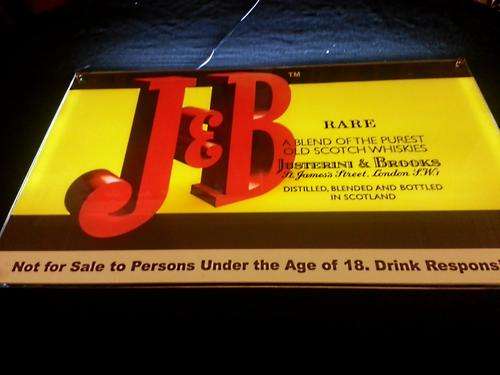 J&B ™
RARE
A BLEND OF THE PUREST
OLD SCOTCH WHISKIES
JUSTERINI & BROOKS
St. James's Street, London S.W.1
DISTILLED, BLENDED AND BOTTLED
IN SCOTLAND
Not for Sale to Persons Under the Age of 18. Drink Respons